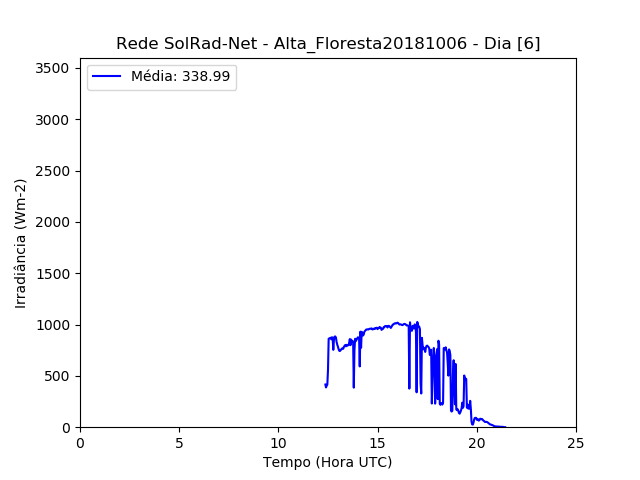 Rede SolRad-Net - Alta_Floresta20181006 - Dia [6]
Média: 338.99
3500
3000
2500
2000
1500
1000
500
0
Irradiância (Wm-2)
0 5 10 15 20 25
Tempo (Hora UTC)